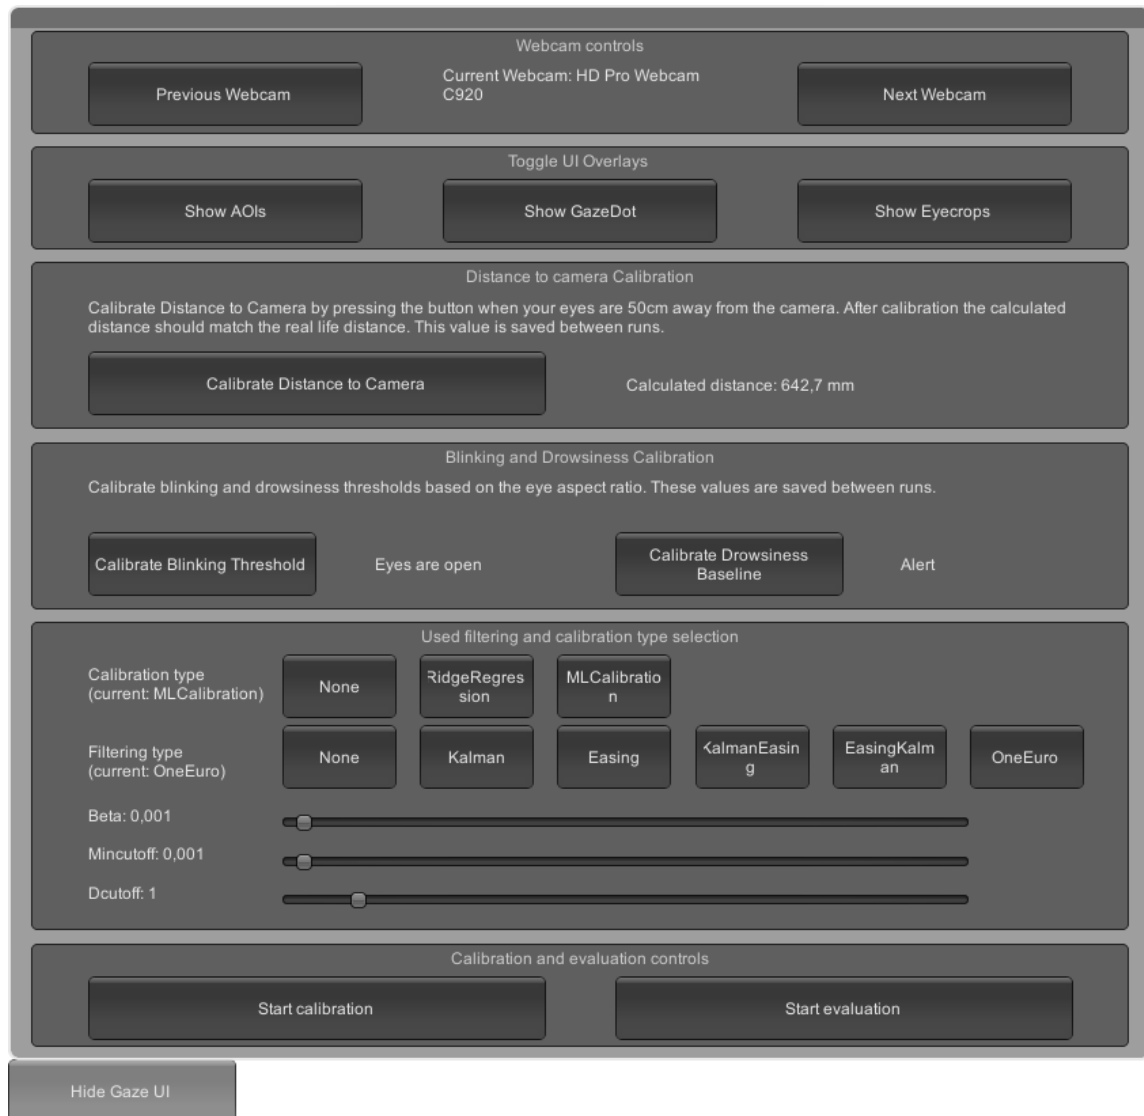 Webcam controls
Previous Webcam
Current Webcam: HD Pro Webcam
C920
Next Webcam
Toggle UI Overlays
Show AOIs
Show GazeDot
Show Eyecrops
Distance to camera Calibration
Calibrate Distance to Camera by pressing the button when your eyes are 50cm away from the camera. After calibration the calculated
distance should match the real life distance. This value is saved between runs.
Calibrate Distance to Camera
Calculated distance: 642,7 mm
Blinking and Drowsiness Calibration
Calibrate blinking and drowsiness thresholds based on the eye aspect ratio. These values are saved between runs.
Calibrate Blinking Threshold
Eyes are open
Calibrate Drowsiness
Baseline
Alert
Used filtering and calibration type selection
Calibration type
(current: MLCalibration)
None
RidgeRegres
sion
MLCalibratio
n
Filtering type
(current: OneEuro)
None
Kalman
Easing
KalmanEasin
g
EasingKalm
an
OneEuro
Beta: 0,001
Mincutoff: 0,001
Dcutoff: 1
Calibration and evaluation controls
Start calibration
Start evaluation
Hide Gaze UI